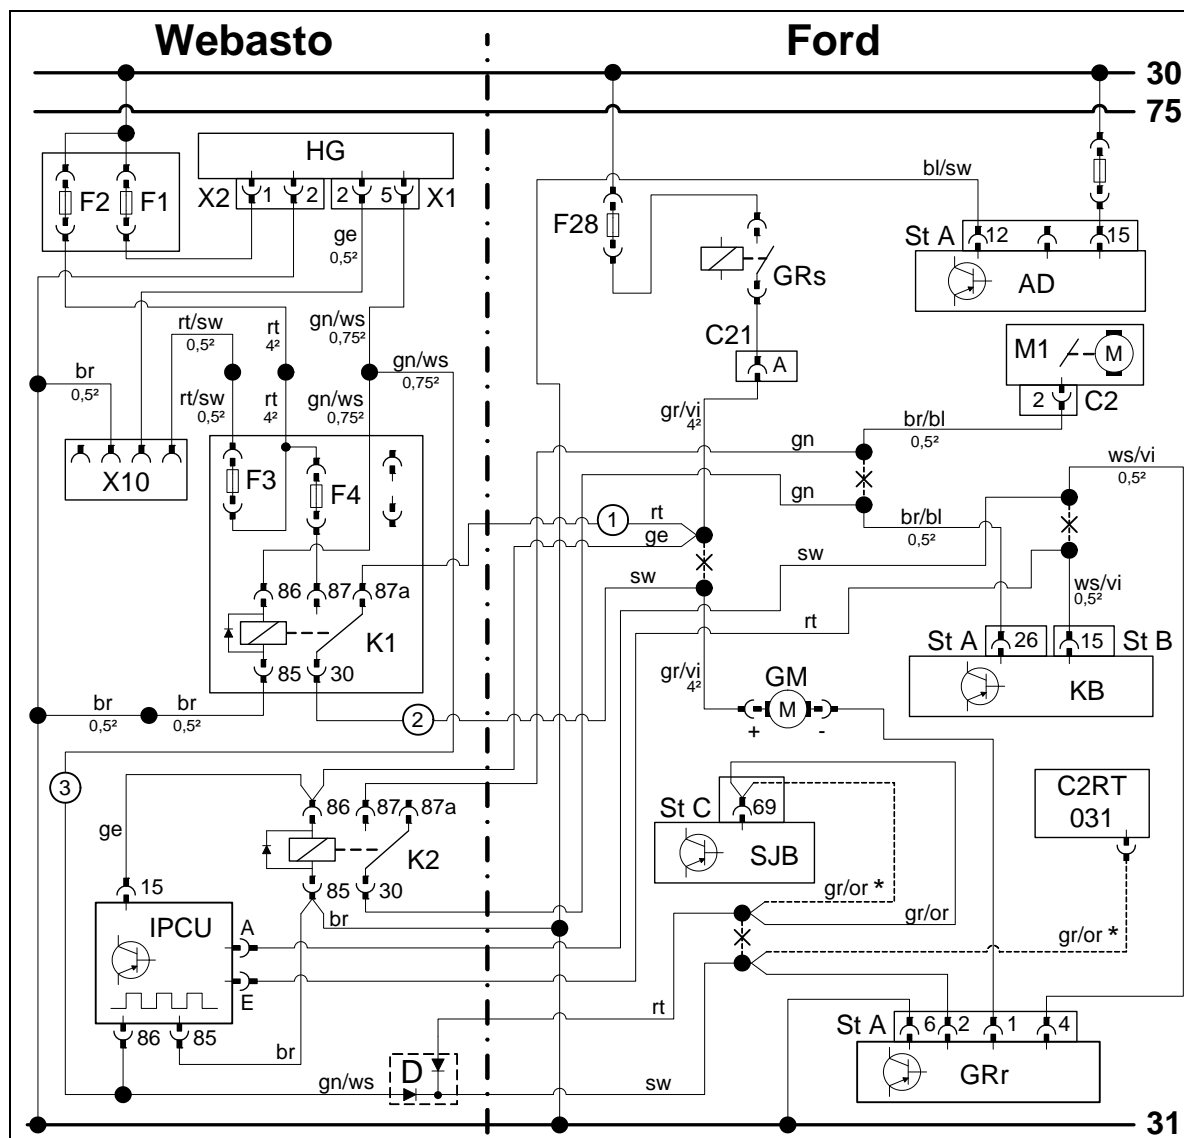 Webasto Ford
30
75
HG
bl/sw
F2 F1 X2 1 2 2 5 X1
F28
St A 12 15
ge
0,5²
GRs
AD
rt/sw
0,5²
rt
4²
gn/ws
0,75²
gn/ws
0,75²
C21
A
M1 M
br
0,5²
rt/sw
0,5²
rt
4²
gn/ws
0,75²
2 C2
gr/vi
4²
br/bl
0,5²
gn
ws/vi
0,5²
X10
F3 F4
gn
1 rt
ge
br/bl
0,5²
sw
sw
86 87 87a
ws/vi
0,5²
rt
K1
St A 26 15 St B
85 30
gr/vi
4²
GM
M
+ -
KB
br
0,5²
br
0,5²
2
3
86 87 87a
St C 69
C2RT
031
ge
K2
SJB
15
85 30
gr/or *
IPCU A
br
gr/or
gr/or *
E
rt
86 85
St A 6 2 1 4
br
D
gn/ws
sw
GRr
31